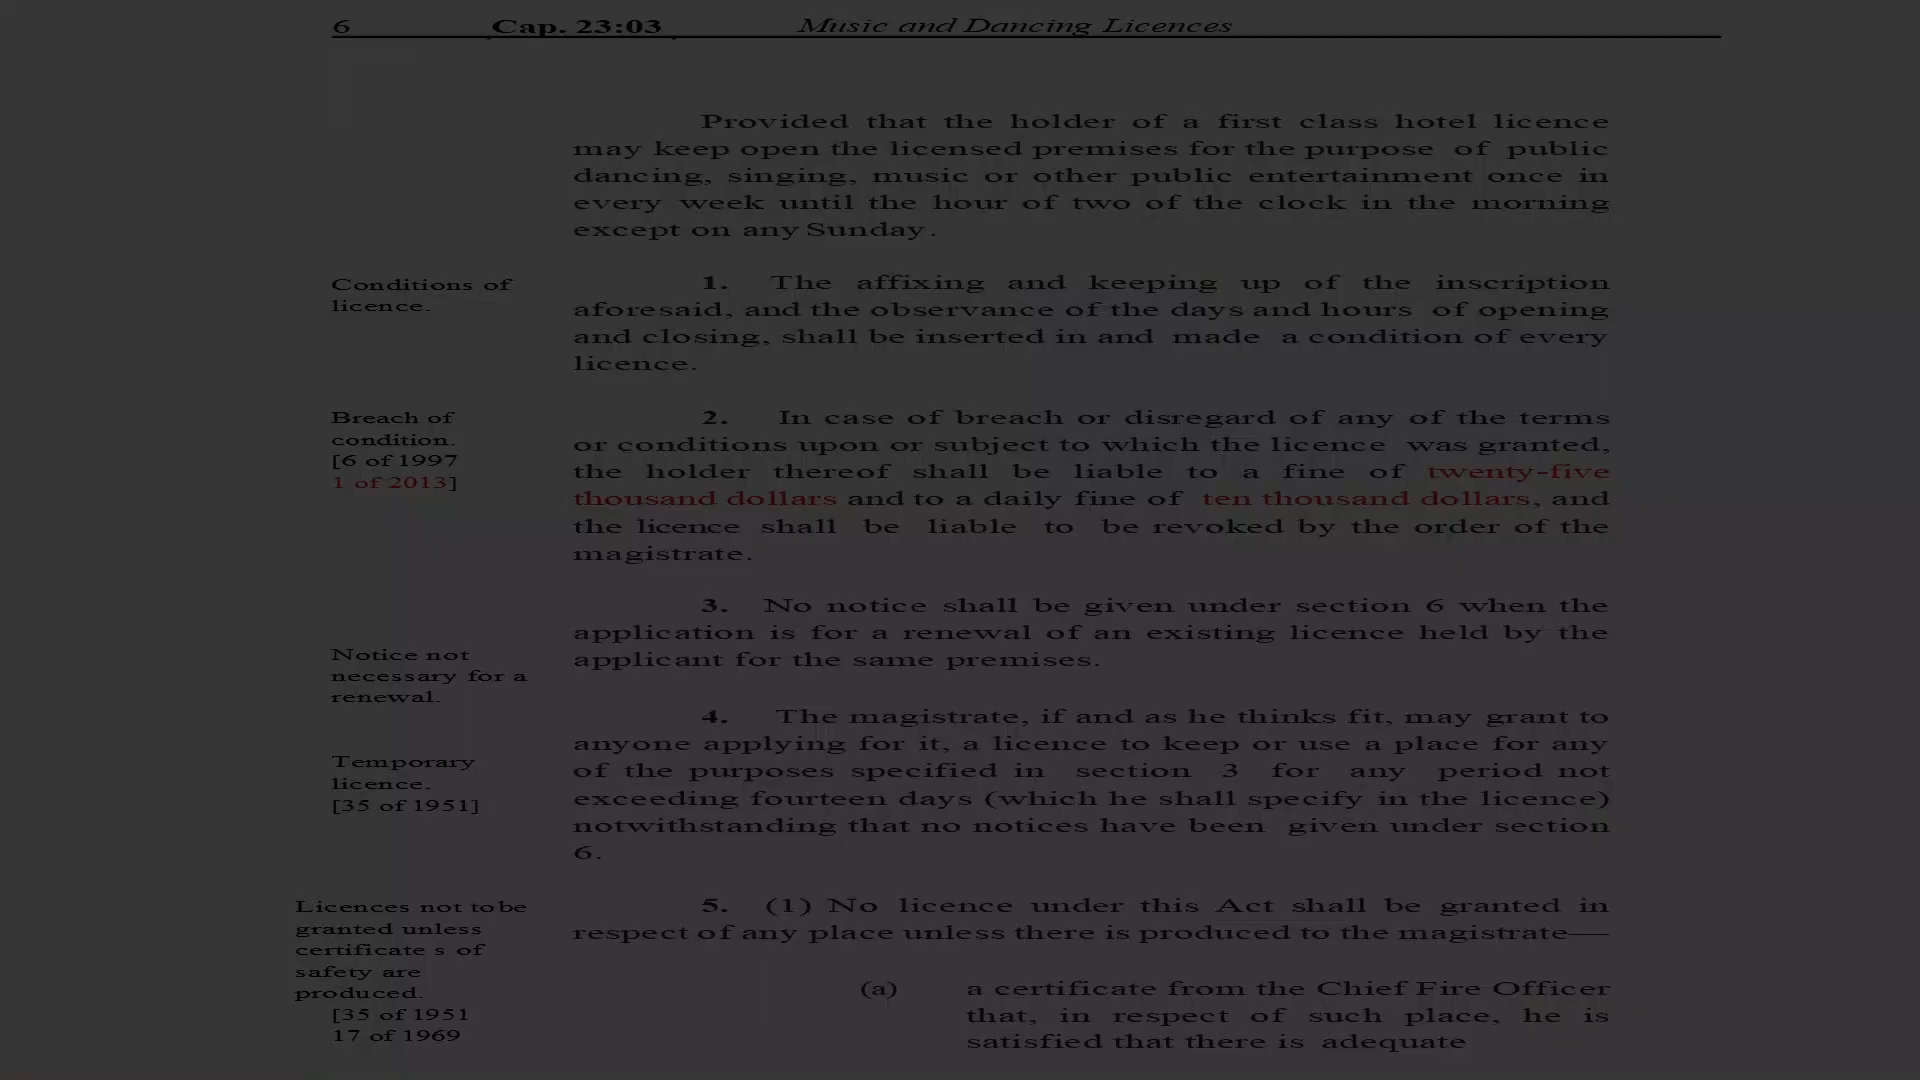 6 Cap. 23:03 Music and Dancing Licences
Provided that the holder of a first class hotel licence
may keep open the licensed premises for the purpose of public
dancing, singing, music or other public entertainment once in
every week until the hour of two of the clock in the morning
except on any Sunday.
Conditions of
licence.
1. The affixing and keeping up of the inscription
aforesaid, and the observance of the days and hours of opening
and closing, shall be inserted in and made a condition of every
licence.
Breach of
condition.
[6 of 1997
1 of 2013]
2. In case of breach or disregard of any of the terms
or conditions upon or subject to which the licence was granted,
the holder thereof shall be liable to a fine of twenty-five
thousand dollars and to a daily fine of ten thousand dollars, and
the licence shall be liable to be revoked by the order of the
magistrate.
Notice not
necessary for a
renewal.
3. No notice shall be given under section 6 when the
application is for a renewal of an existing licence held by the
applicant for the same premises.
Temporary
licence.
[35 of 1951]
4. The magistrate, if and as he thinks fit, may grant to
anyone applying for it, a licence to keep or use a place for any
of the purposes specified in section 3 for any period not
exceeding fourteen days (which he shall specify in the licence)
notwithstanding that no notices have been given under section
6.
Licences not to be
granted unless
certificate s of
safety are
produced.
[35 of 1951
17 of 1969
5. (1) No licence under this Act shall be granted in
respect of any place unless there is produced to the magistrate—
(a) a certificate from the Chief Fire Officer
that, in respect of such place, he is
satisfied that there is adequate